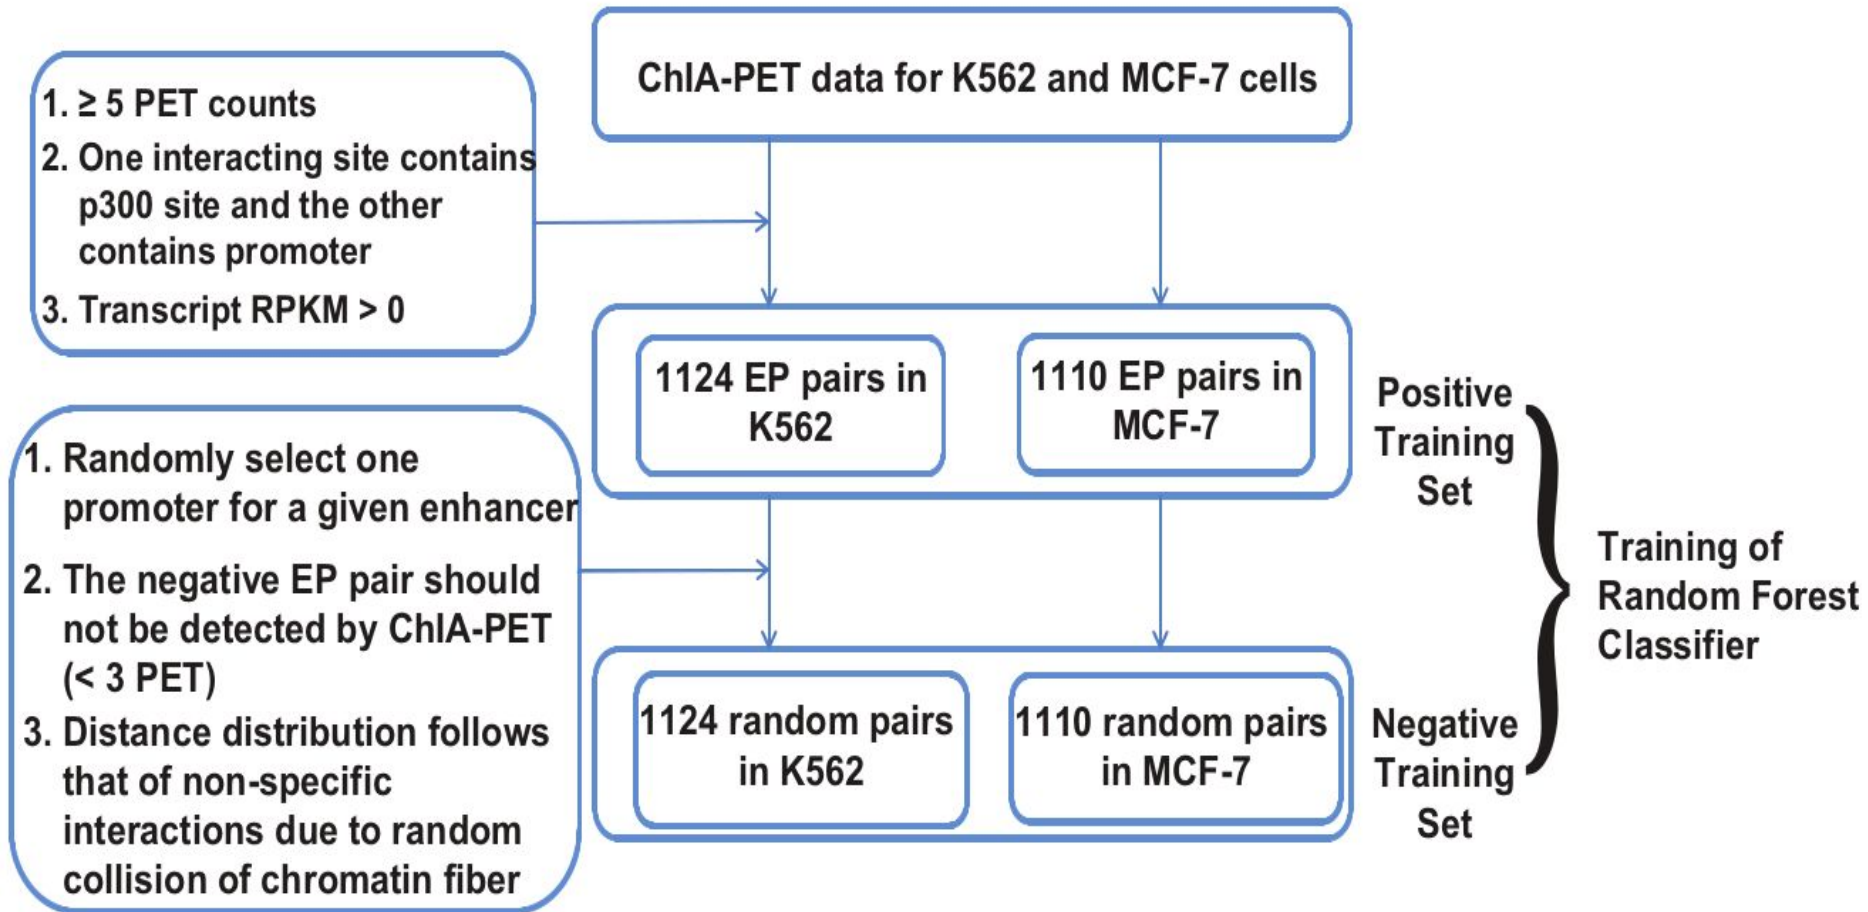 ChIA-PET data for K562 and MCF-7 cells
1. ≥ 5 PET counts
2. One interacting site contains
p300 site and the other
contains promoter
3. Transcript RPKM > 0
1124 EP pairs in
K562
1110 EP pairs in
MCF-7
Positive
Training
Set
1. Randomly select one
promoter for a given enhancer
2. The negative EP pair should
not be detected by ChIA-PET
(< 3 PET)
3. Distance distribution follows
that of non-specific
interactions due to random
collision of chromatin fiber
1124 random pairs
in K562
1110 random pairs
in MCF-7
Negative
Training
Set
Training of
Random Forest
Classifier